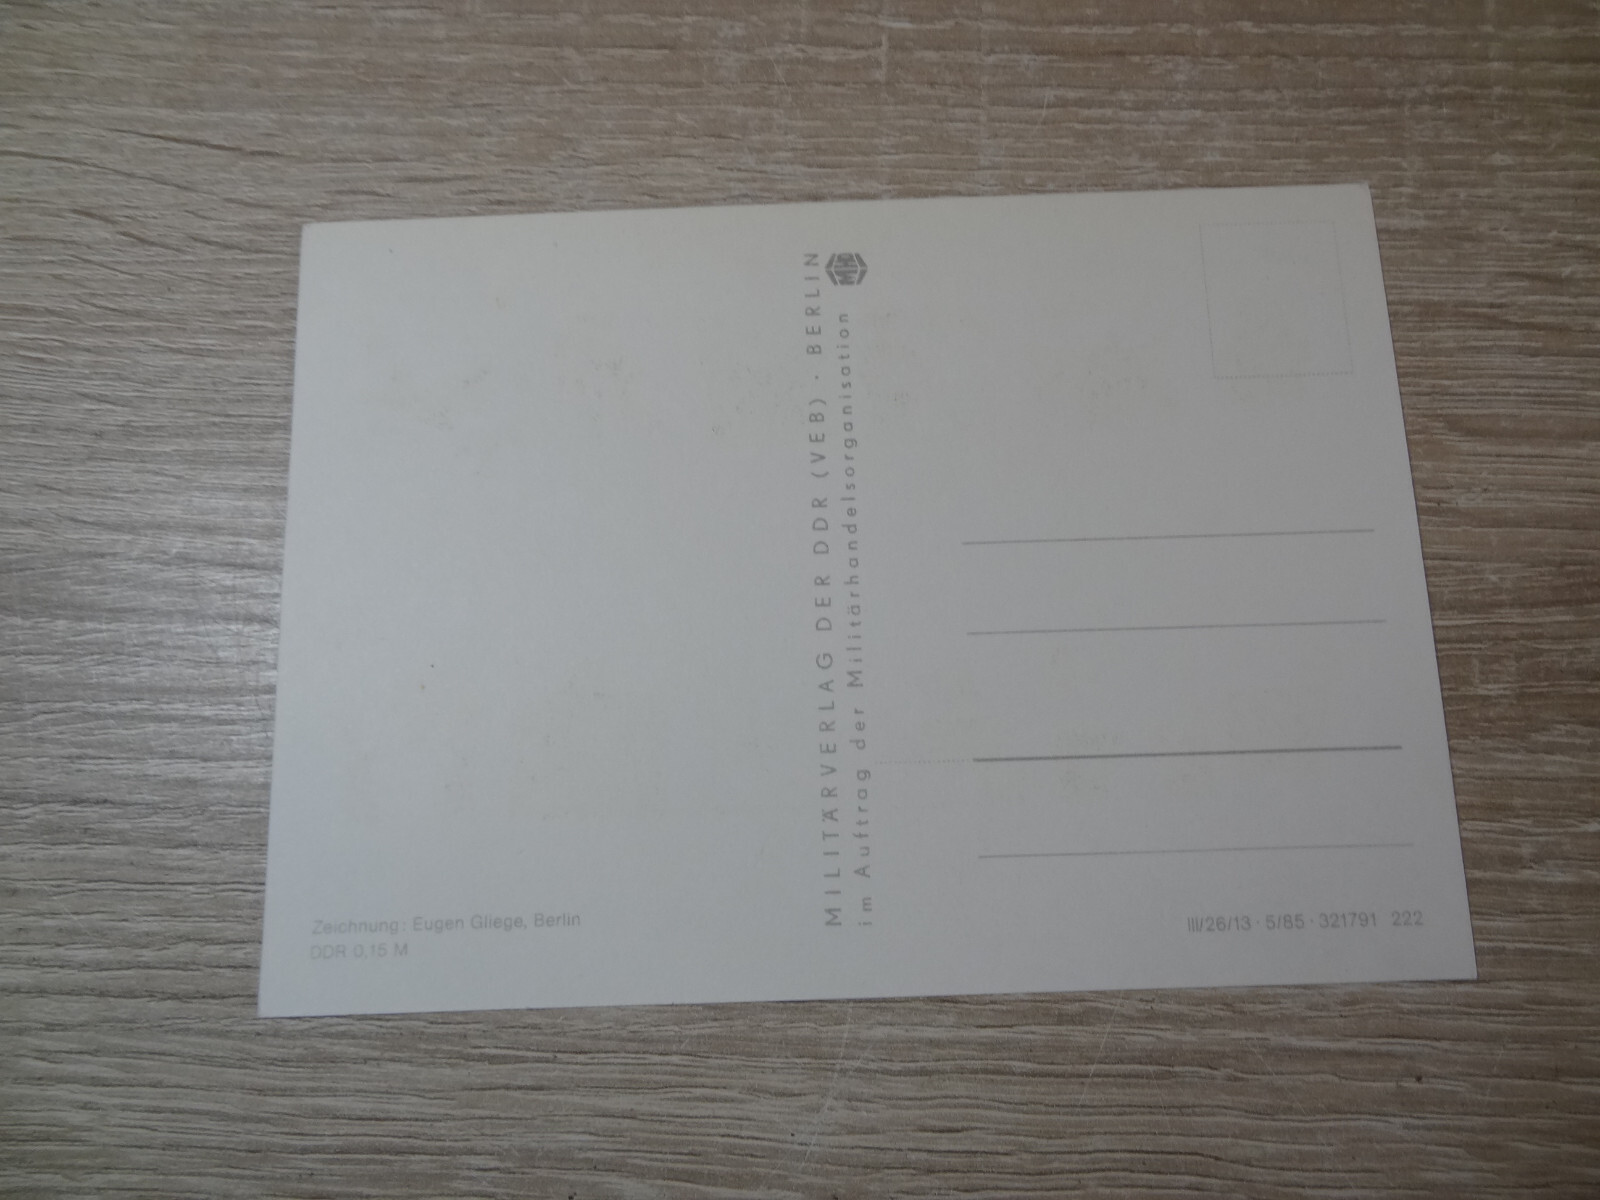 MILITÄRVERLAG DER DDR (VEB) · BERLIN
im Auftrag der Militärhandelsorganisation
MHO
Zeichnung: Eugen Gliege, Berlin
DDR 0,15 M
III/26/13 · 5/85 · 321791 222